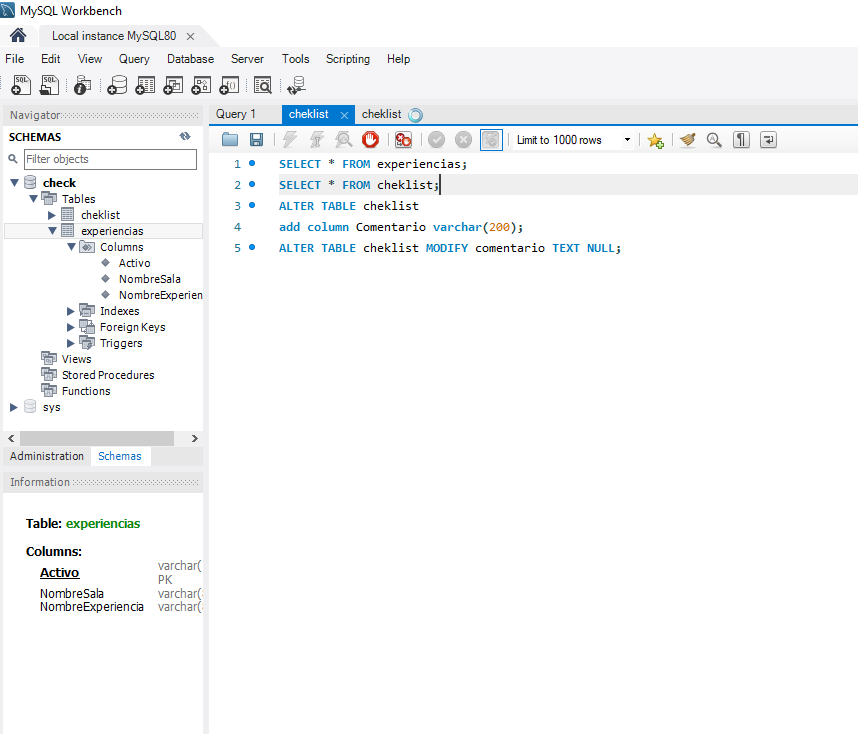 MySQL Workbench
Local instance MySQL80
File Edit View Query Database Server Tools Scripting Help
Navigator
SCHEMAS
Filter objects
check
Tables
cheklist
experiencias
Columns
Activo
NombreSala
NombreExperien
Indexes
Foreign Keys
Triggers
Views
Stored Procedures
Functions
sys
Administration Schemas
Information
Table: experiencias
Columns:
Activo varchar(
PK
NombreSala varchar(
NombreExperiencia varchar(
Query 1 cheklist cheklist
Limit to 1000 rows
1 SELECT * FROM experiencias;
2 SELECT * FROM cheklist;
3 ALTER TABLE cheklist
4 add column Comentario varchar(200);
5 ALTER TABLE cheklist MODIFY comentario TEXT NULL;